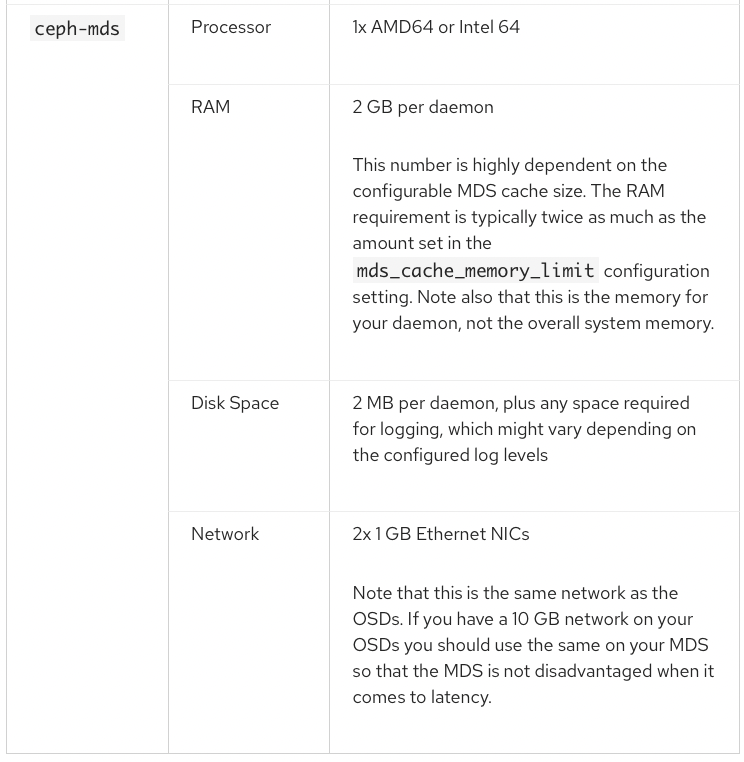 ceph-mds
Processor
1x AMD64 or Intel 64
RAM
2 GB per daemon
This number is highly dependent on the
configurable MDS cache size. The RAM
requirement is typically twice as much as the
amount set in the
mds_cache_memory_limit configuration
setting. Note also that this is the memory for
your daemon, not the overall system memory.
Disk Space
2 MB per daemon, plus any space required
for logging, which might vary depending on
the configured log levels
Network
2x 1 GB Ethernet NICs
Note that this is the same network as the
OSDs. If you have a 10 GB network on your
OSDs you should use the same on your MDS
so that the MDS is not disadvantaged when it
comes to latency.